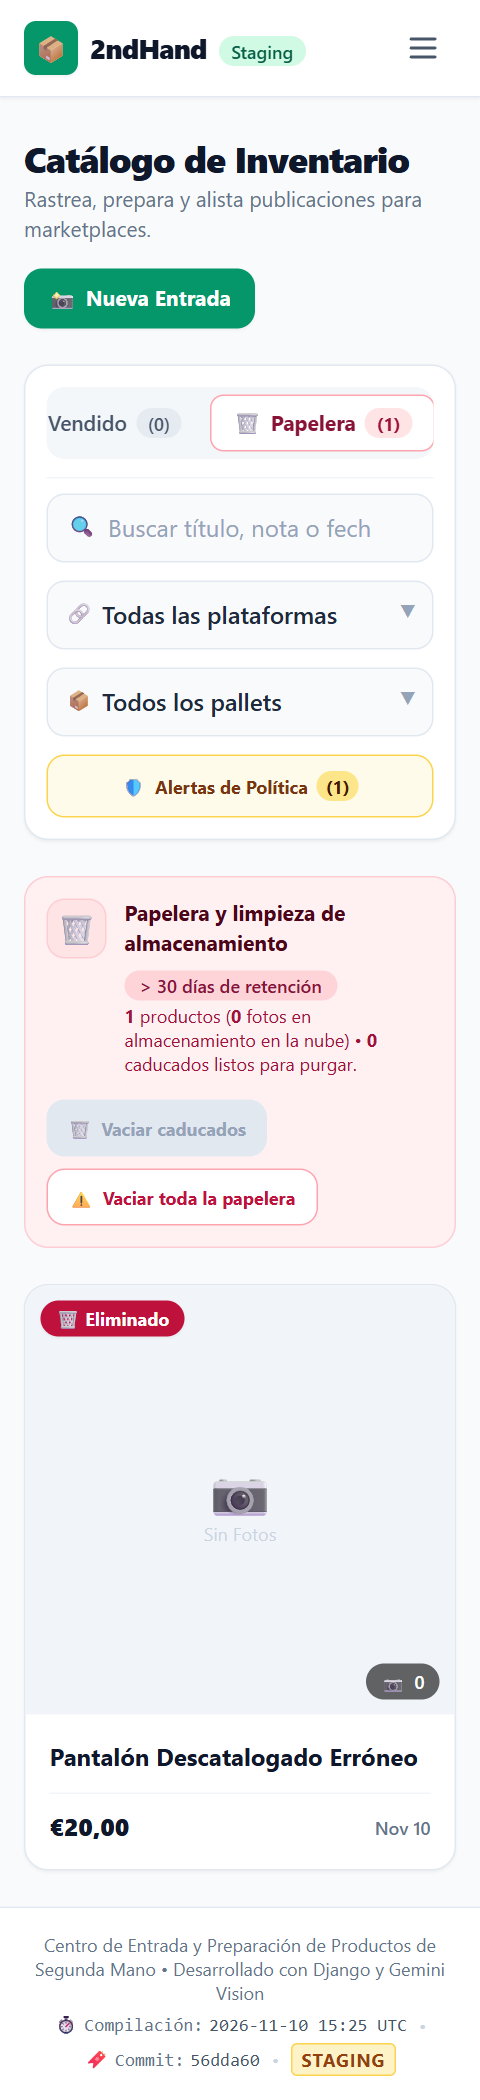 2ndHand Staging
Catálogo de Inventario
Rastrea, prepara y alista publicaciones para
marketplaces.
Nueva Entrada
Vendido (0) Papelera (1)
Buscar título, nota o fech
Todas las plataformas
Todos los pallets
Alertas de Política (1)
Papelera y limpieza de
almacenamiento
> 30 días de retención
1 productos (0 fotos en
almacenamiento en la nube) • 0
caducados listos para purgar.
Vaciar caducados
Vaciar toda la papelera
Eliminado
Sin Fotos
0
Pantalón Descatalogado Erróneo
€20,00 Nov 10
Centro de Entrada y Preparación de Productos de
Segunda Mano • Desarrollado con Django y Gemini
Vision
Compilación: 2026-11-10 15:25 UTC •
Commit: 56dda60 • STAGING